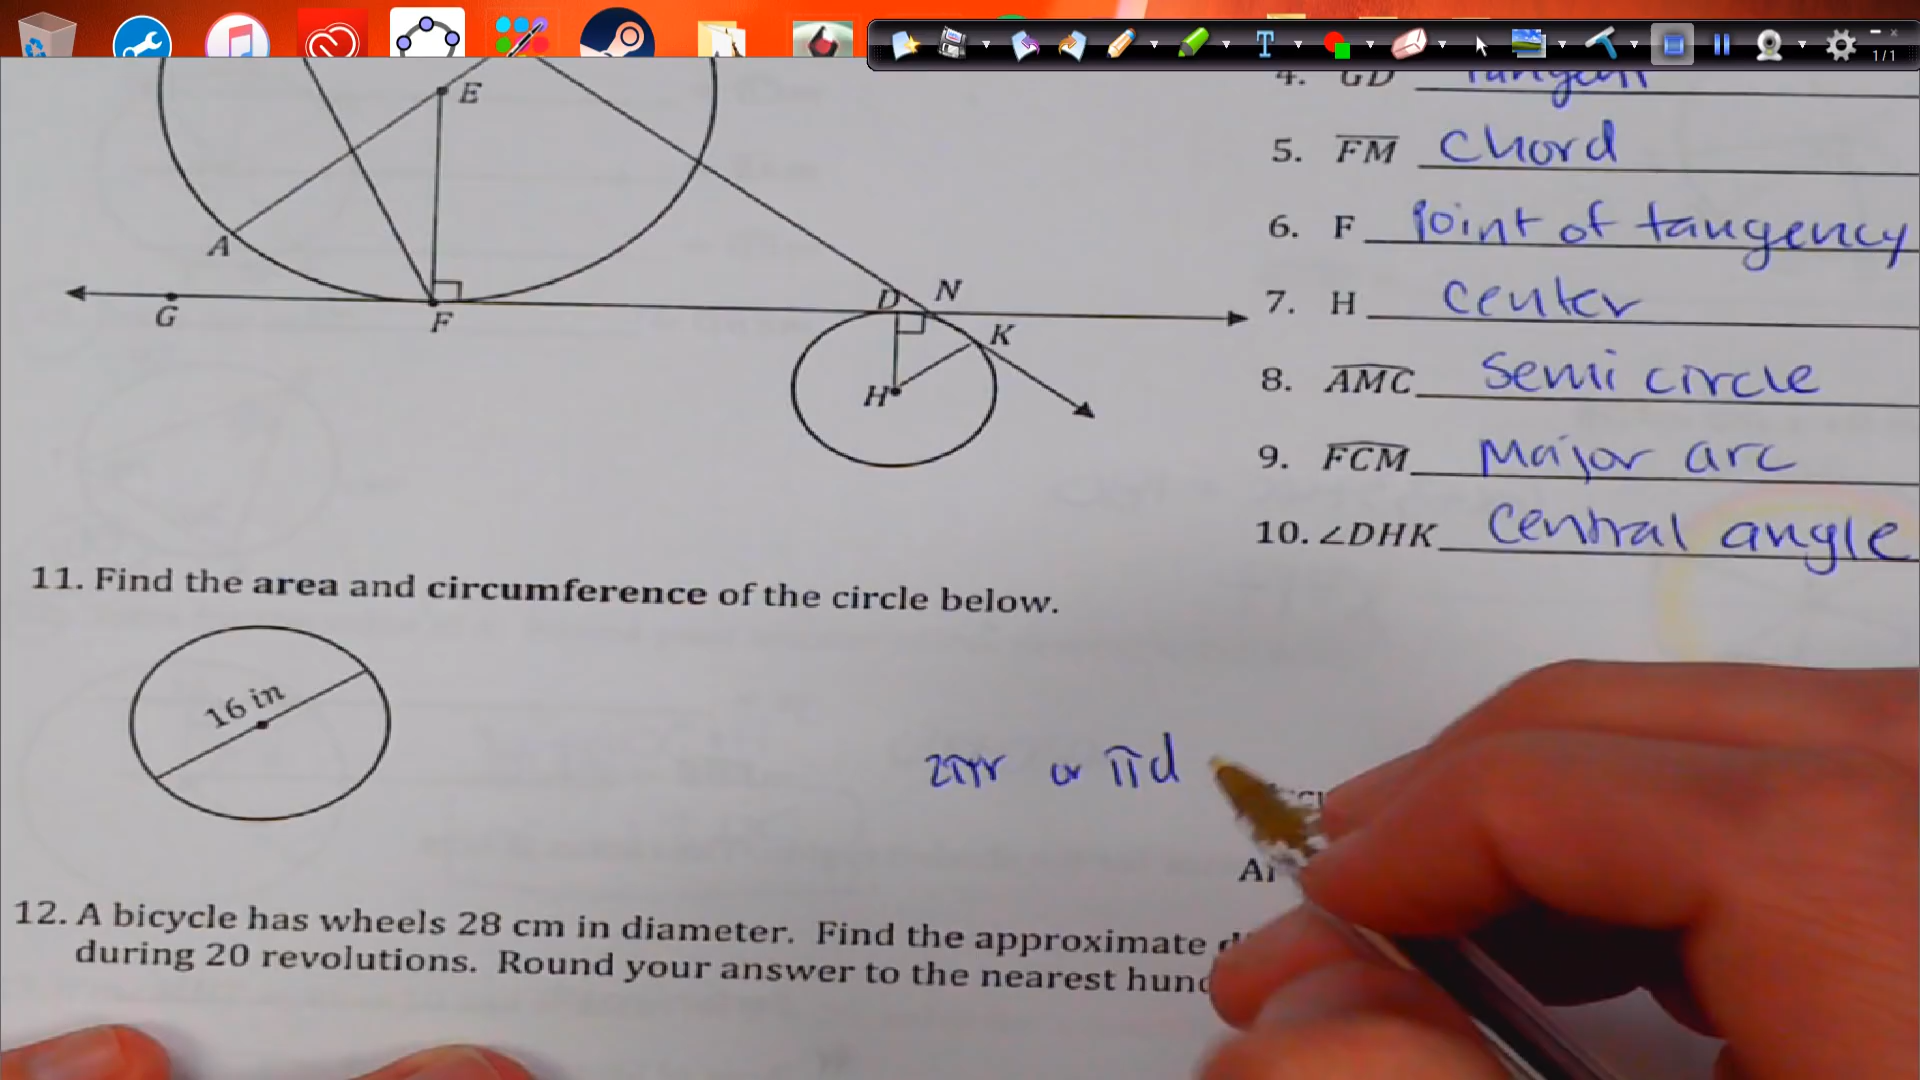 1/1
E
A
G
F
D N
K
H
4. GD Tangent
5. FM Chord
6. F Point of tangency
7. H Center
8. AMC Semi circle
9. FCM Major arc
10. ∠DHK Central angle
11. Find the area and circumference of the circle below.
16 in
2πr or πd
12. A bicycle has wheels 28 cm in diameter. Find the approximate
during 20 revolutions. Round your answer to the nearest